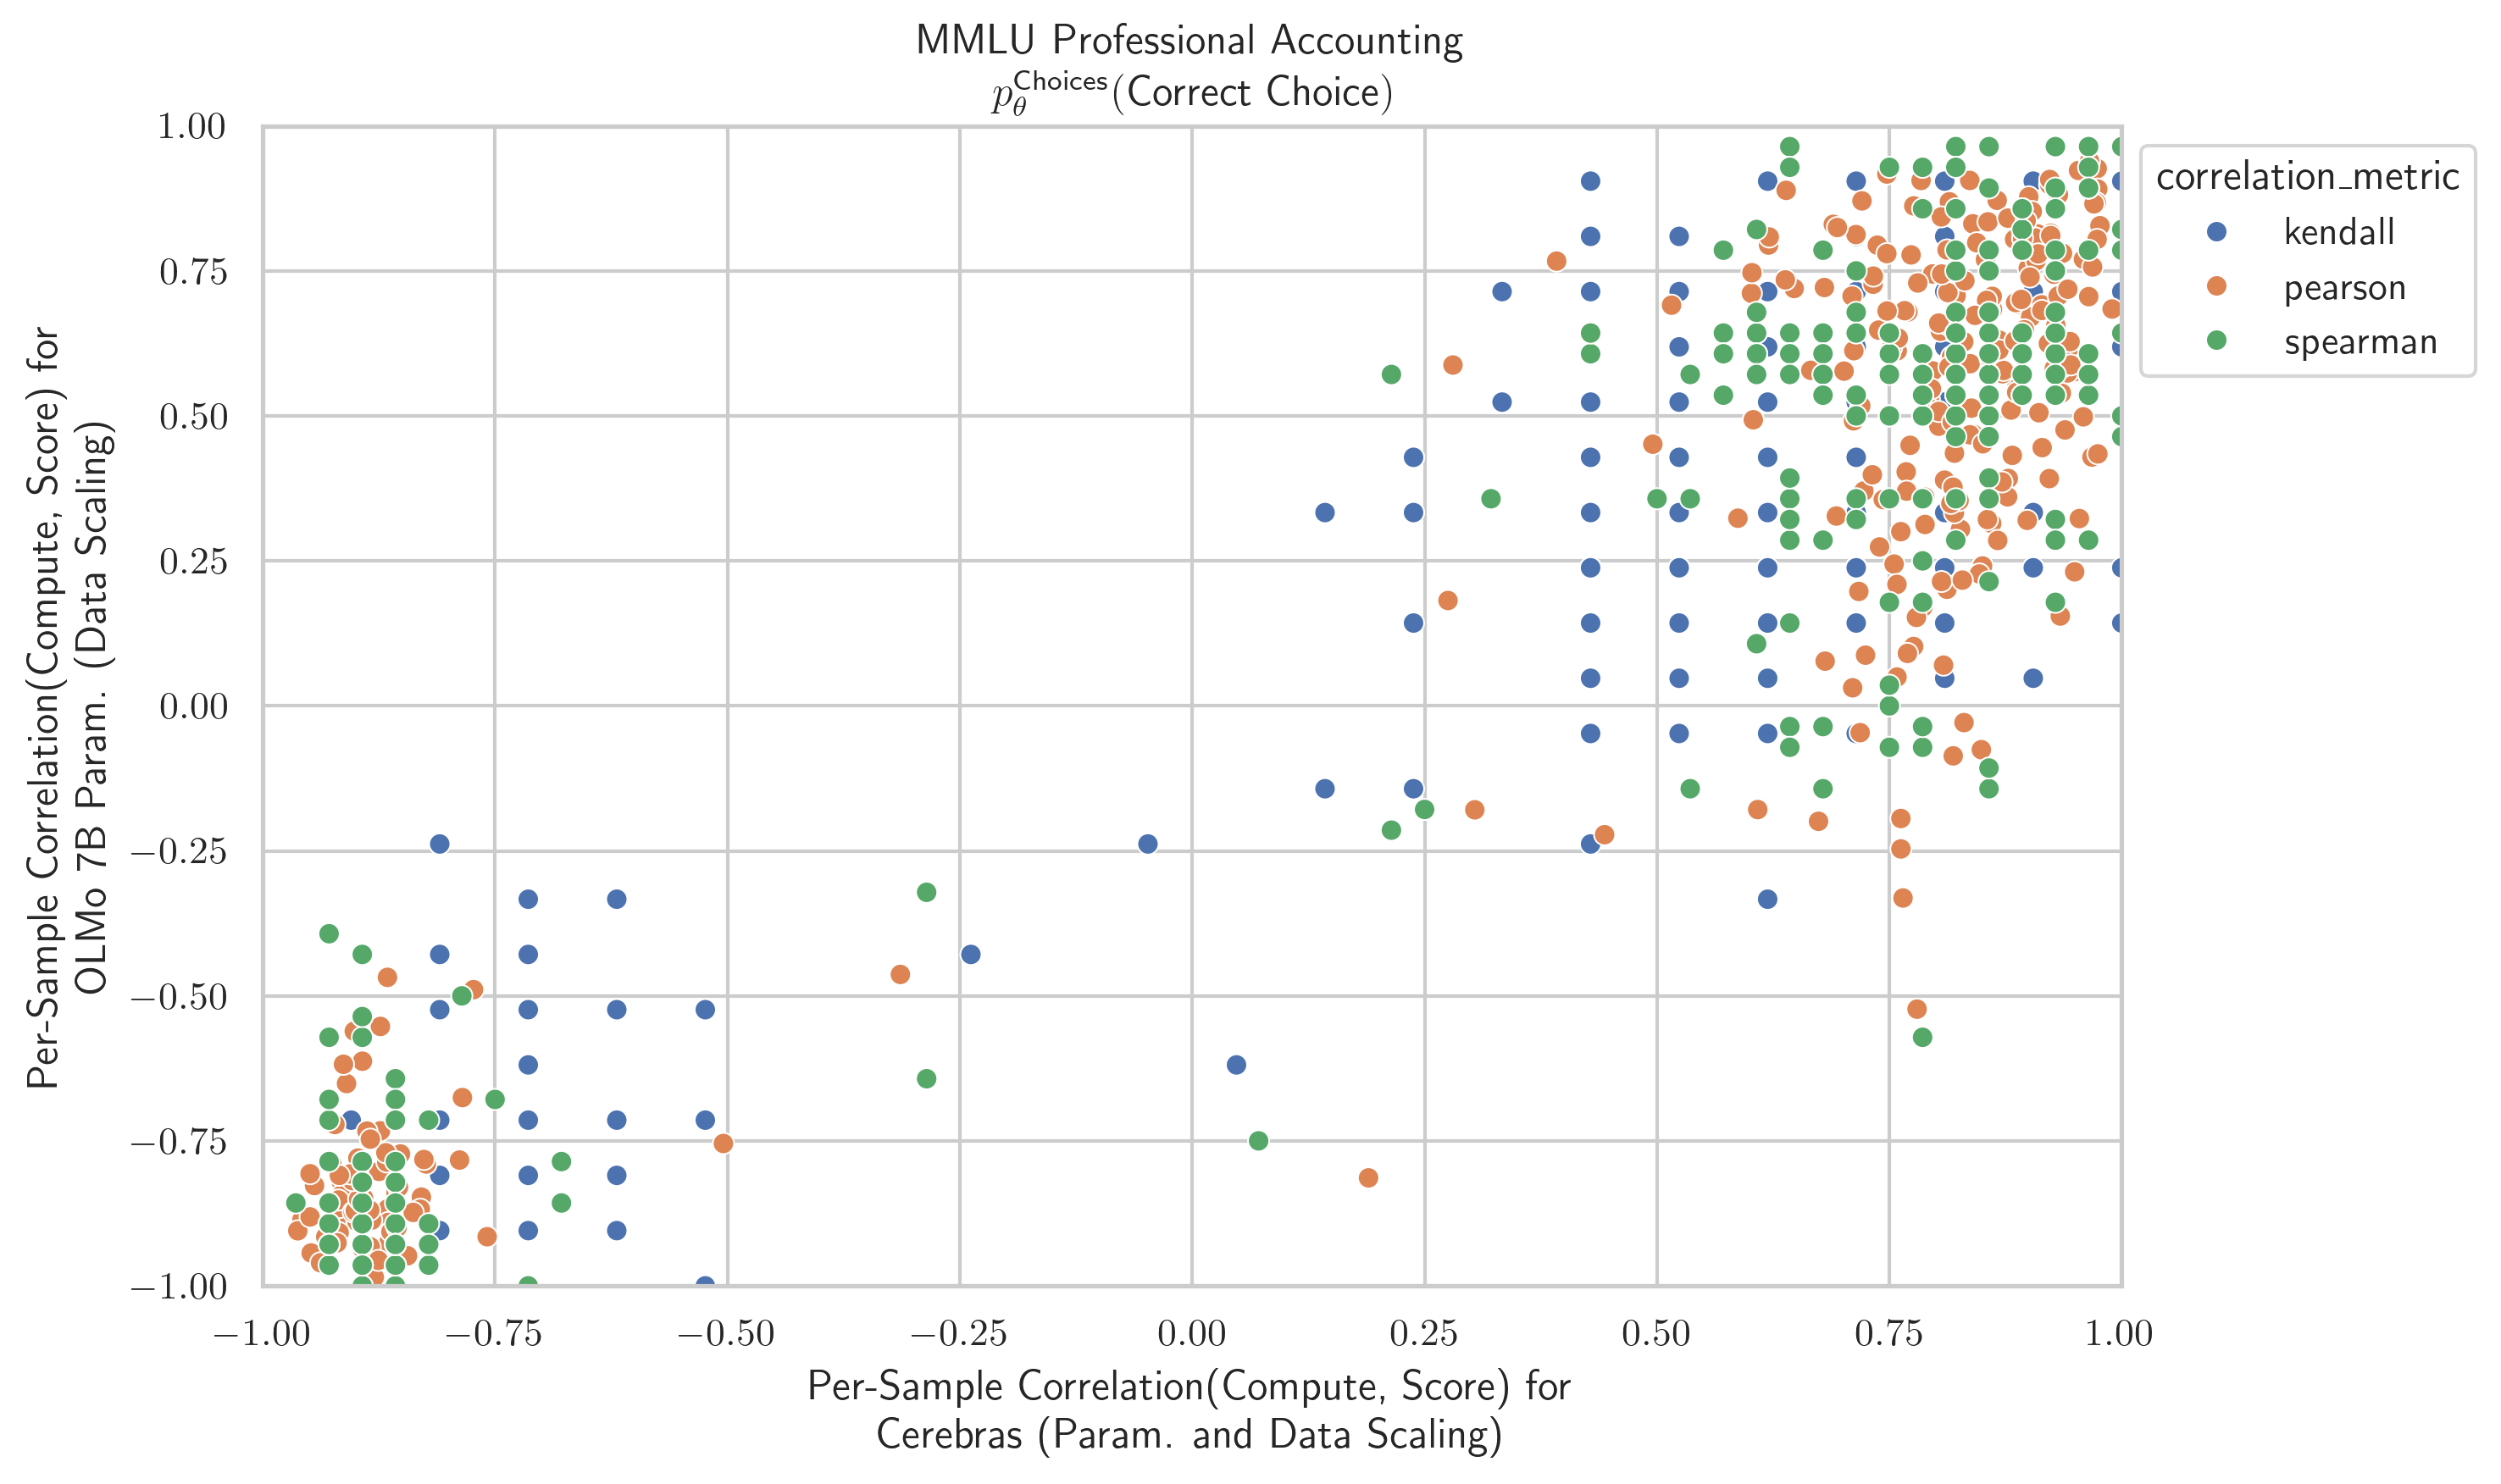 MMLU Professional Accounting
p_θ^Choices(Correct Choice)
1.00
0.75
0.50
0.25
0.00
−0.25
−0.50
−0.75
−1.00
Per-Sample Correlation(Compute, Score) for
OLMo 7B Param. (Data Scaling)
correlation_metric
kendall
pearson
spearman
−1.00 −0.75 −0.50 −0.25 0.00 0.25 0.50 0.75 1.00
Per-Sample Correlation(Compute, Score) for
Cerebras (Param. and Data Scaling)